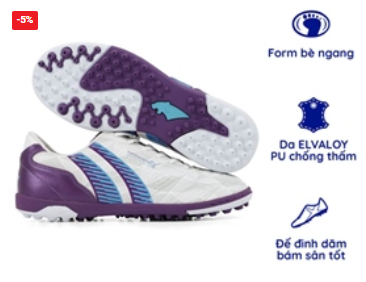 -5%
Form bè ngang
Da ELVALOY
PU chống thấm
Đế đinh dăm
bám sân tốt